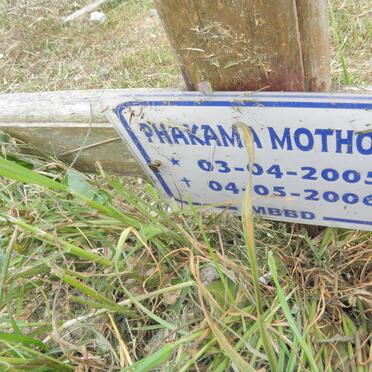 PHAKAMA MOTHO
★ 03-04-2005
✝ 04-05-2006
MBBD